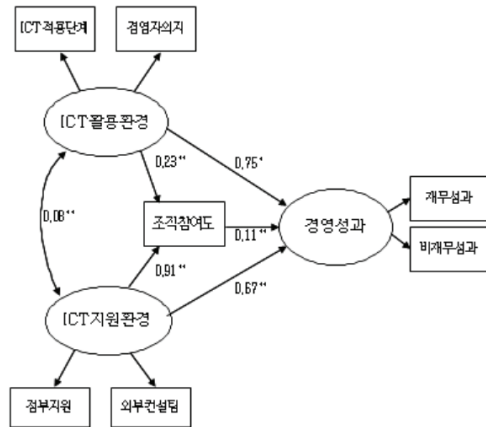 ICT적용단계
경영자의지
ICT활용환경
0.23**
0.75*
0.08**
조직참여도
0.11**
경영성과
재무성과
비재무성과
0.91**
0.67**
ICT지원환경
정부지원
외부컨설팅